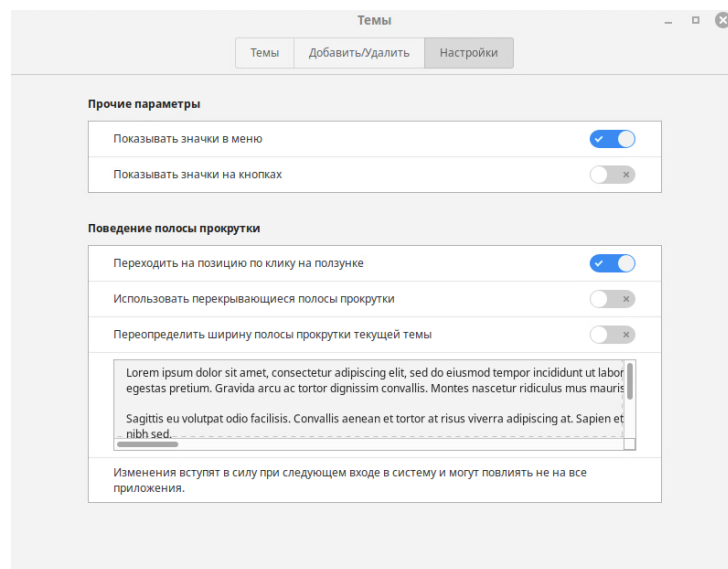 Темы
Темы Добавить/Удалить Настройки
Прочие параметры
Показывать значки в меню
Показывать значки на кнопках
Поведение полосы прокрутки
Переходить на позицию по клику на ползунке
Использовать перекрывающиеся полосы прокрутки
Переопределить ширину полосы прокрутки текущей темы
Lorem ipsum dolor sit amet, consectetur adipiscing elit, sed do eiusmod tempor incididunt ut labor
egestas pretium. Gravida arcu ac tortor dignissim convallis. Montes nascetur ridiculus mus mauris
Sagittis eu volutpat odio facilisis. Convallis aenean et tortor at risus viverra adipiscing at. Sapien et
nibh sed.
Изменения вступят в силу при следующем входе в систему и могут повлиять не на все
приложения.